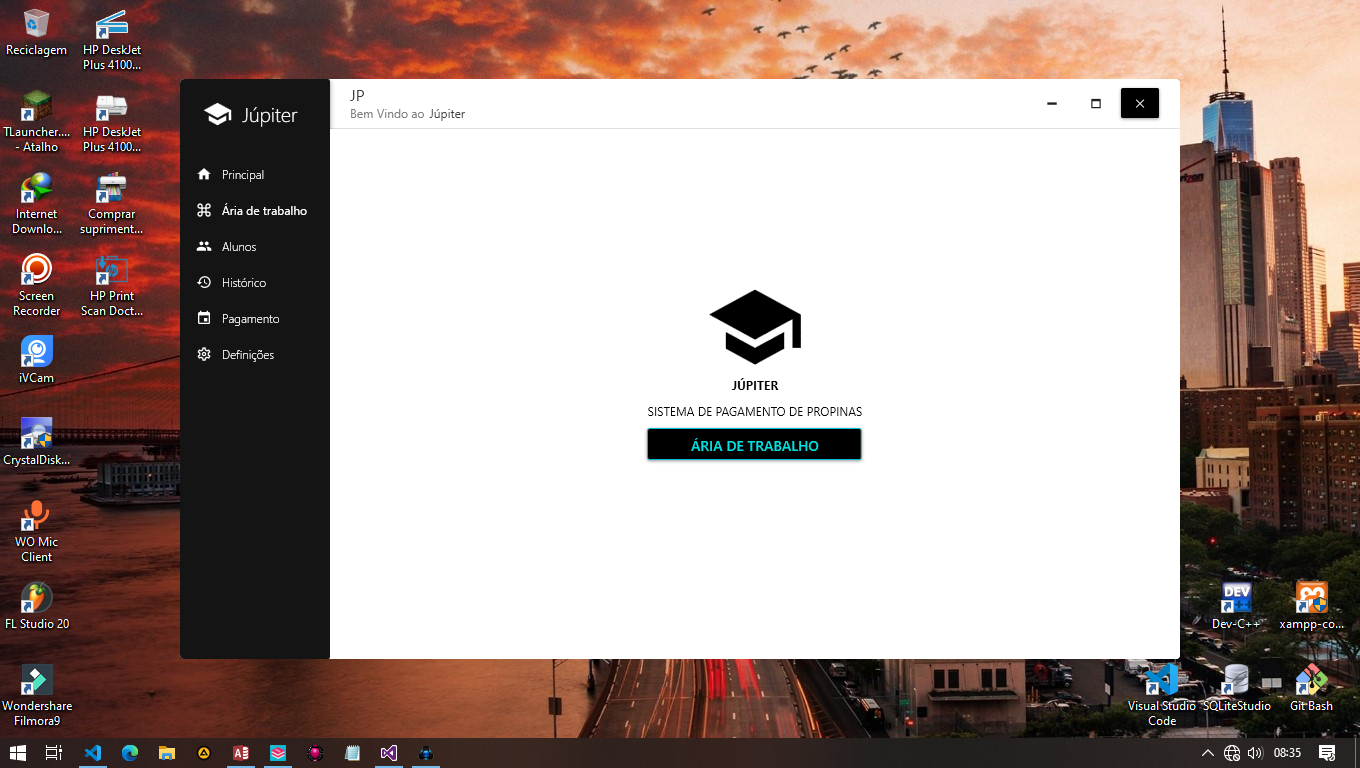 Reciclagem
HP DeskJet
Plus 4100...
TLauncher....
- Atalho
HP DeskJet
Plus 4100...
Internet
Downlo...
Comprar
supriment...
Screen
Recorder
HP Print
Scan Doct...
iVCam
CrystalDisk...
WO Mic
Client
FL Studio 20
Wondershare
Filmora9
Júpiter
Principal
Ária de trabalho
Alunos
Histórico
Pagamento
Definições
JP
Bem Vindo ao Júpiter
JÚPITER
SISTEMA DE PAGAMENTO DE PROPINAS
ÁRIA DE TRABALHO
verizon
DEV
Dev-C++
xampp-co...
Visual Studio
Code
SQLiteStudio
Git Bash
08:35